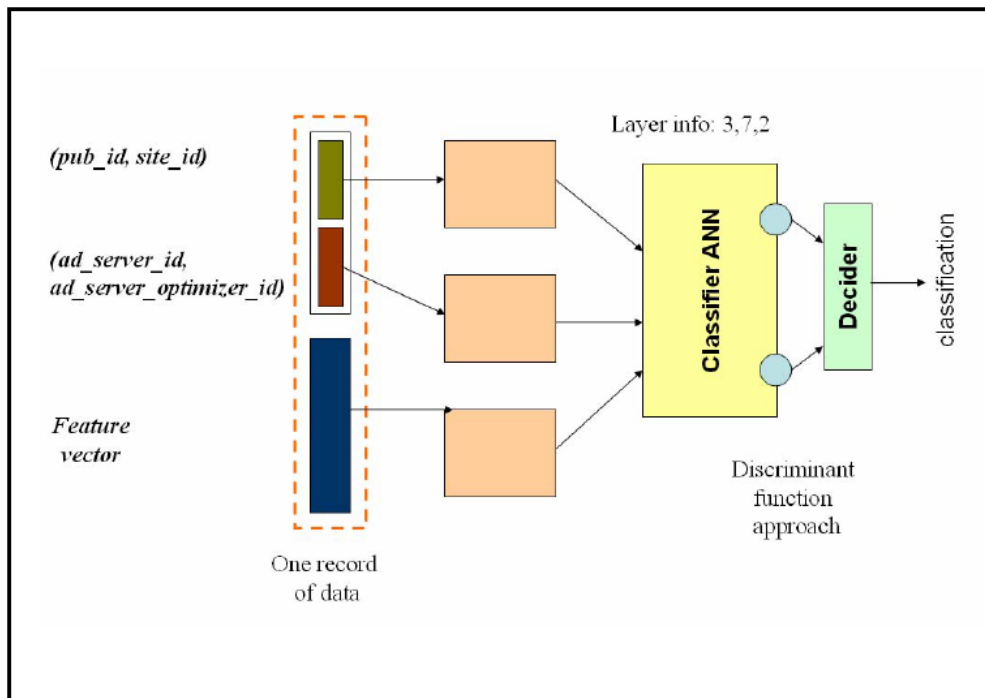 Layer info: 3,7,2
(pub_id, site_id)
(ad_server_id,
ad_server_optimizer_id)
Feature
vector
One record
of data
Classifier ANN
Decider
classification
Discriminant
function
approach